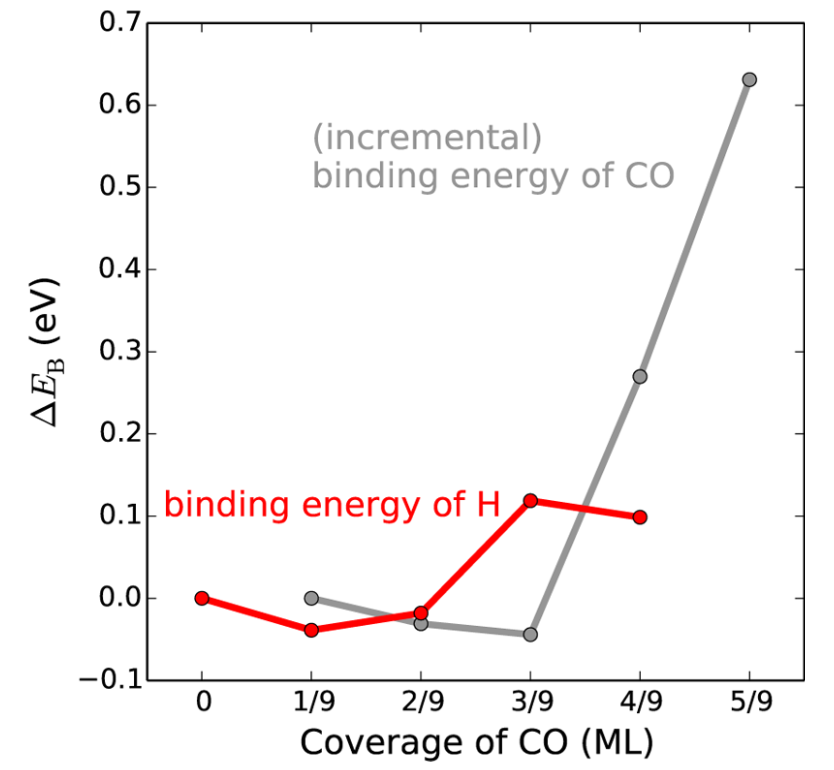 0.7
0.6
0.5
0.4
0.3
0.2
0.1
0.0
−0.1
ΔE_B (eV)
(incremental)
binding energy of CO
binding energy of H
0 1/9 2/9 3/9 4/9 5/9
Coverage of CO (ML)